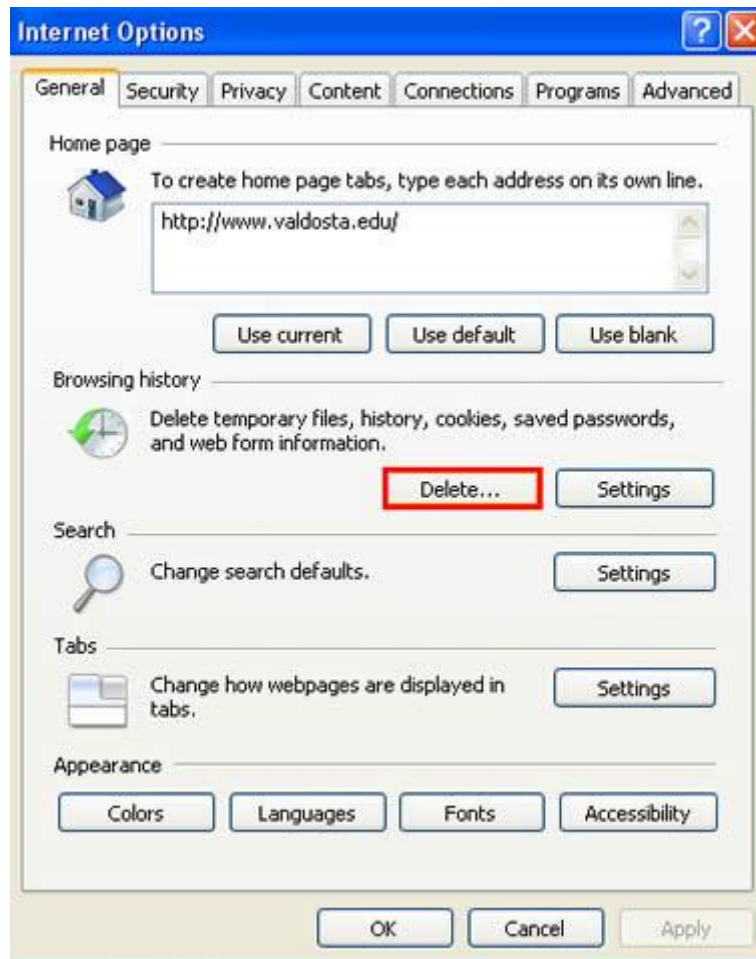 Internet Options
?
X
General Security Privacy Content Connections Programs Advanced
Home page
To create home page tabs, type each address on its own line.
http://www.valdosta.edu/
Use current Use default Use blank
Browsing history
Delete temporary files, history, cookies, saved passwords,
and web form information.
Delete... Settings
Search
Change search defaults. Settings
Tabs
Change how webpages are displayed in
tabs.
Settings
Appearance
Colors Languages Fonts Accessibility
OK Cancel Apply